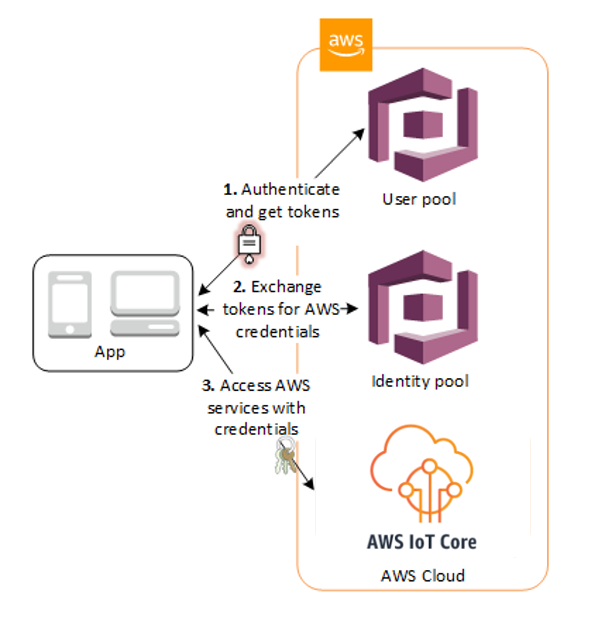 aws
1. Authenticate
and get tokens
User pool
2. Exchange
tokens for AWS
credentials
App
Identity pool
3. Access AWS
services with
credentials
AWS IoT Core
AWS Cloud